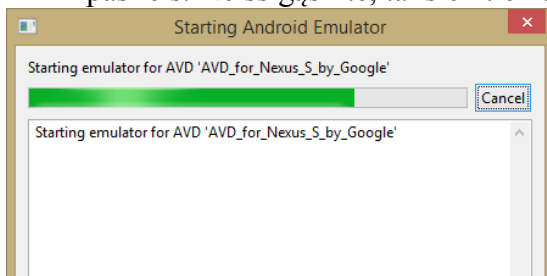 Starting Android Emulator
Starting emulator for AVD 'AVD_for_Nexus_S_by_Google'
Cancel
Starting emulator for AVD 'AVD_for_Nexus_S_by_Google'